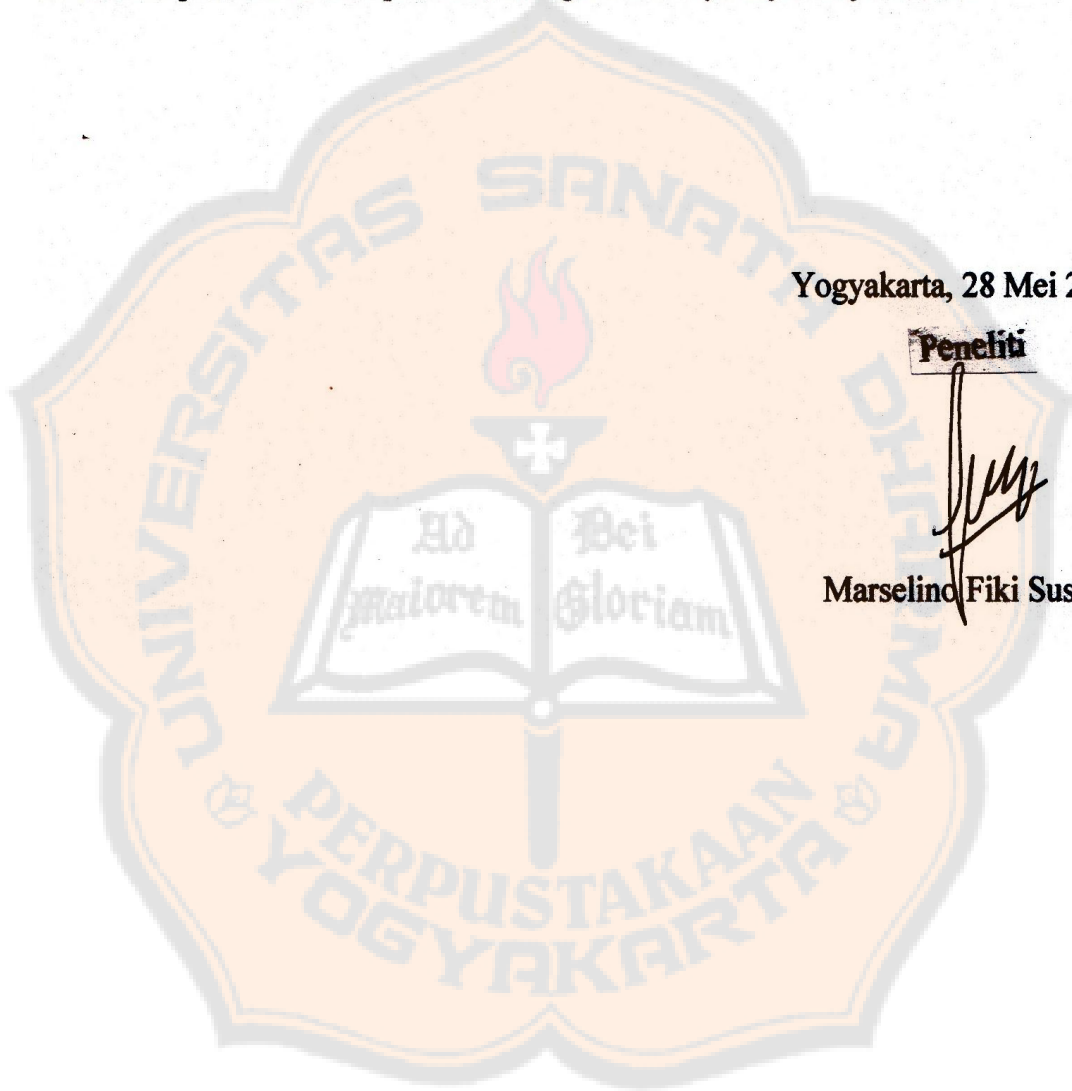 UNIVERSITAS SANATA DHARMA
Yogyakarta, 28 Mei 2
Peneliti
Ad Dei
Maiorem Gloriam
Marselino Fiki Sus
PERPUSTAKAAN
YOGYAKARTA